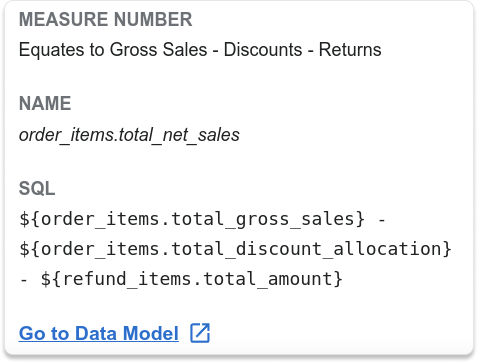 MEASURE NUMBER
Equates to Gross Sales - Discounts - Returns
NAME
order_items.total_net_sales
SQL
${order_items.total_gross_sales} -
${order_items.total_discount_allocation}
- ${refund_items.total_amount}
Go to Data Model